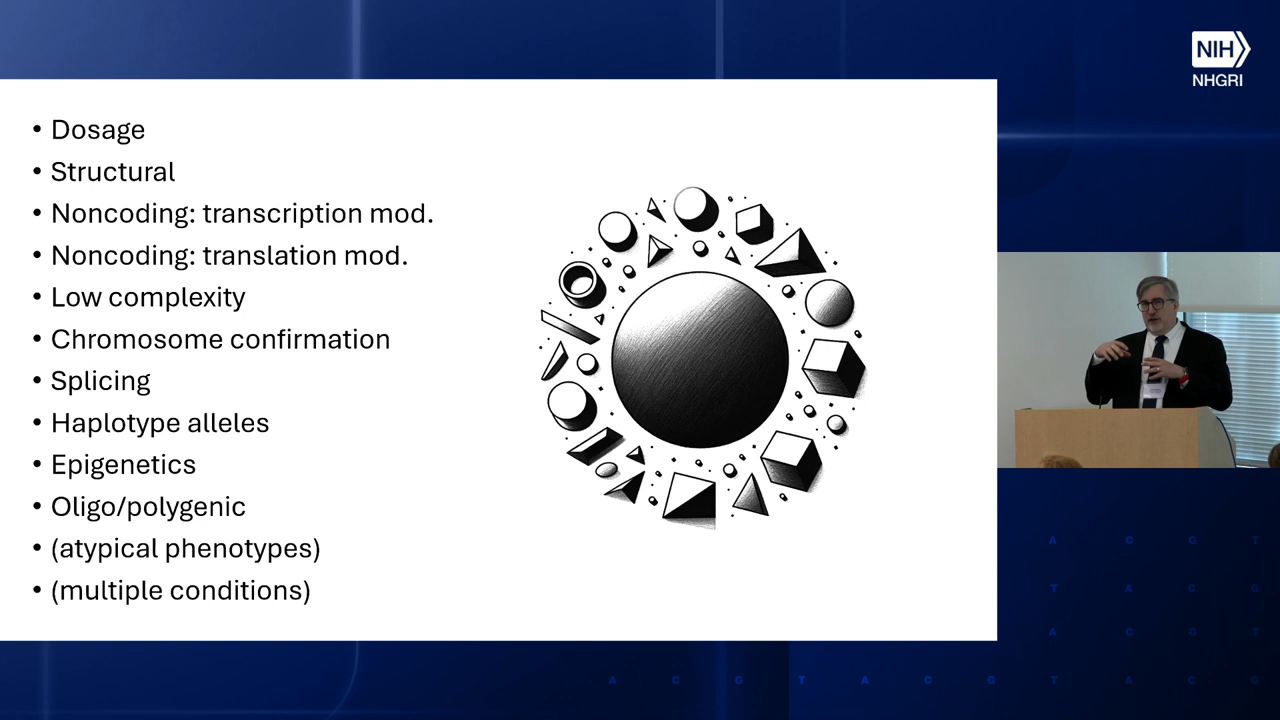 NIH
NHGRI
• Dosage
• Structural
• Noncoding: transcription mod.
• Noncoding: translation mod.
• Low complexity
• Chromosome confirmation
• Splicing
• Haplotype alleles
• Epigenetics
• Oligo/polygenic
• (atypical phenotypes)
• (multiple conditions)
A C G T
T A C G
A C G T
A C G T A C G T A C G